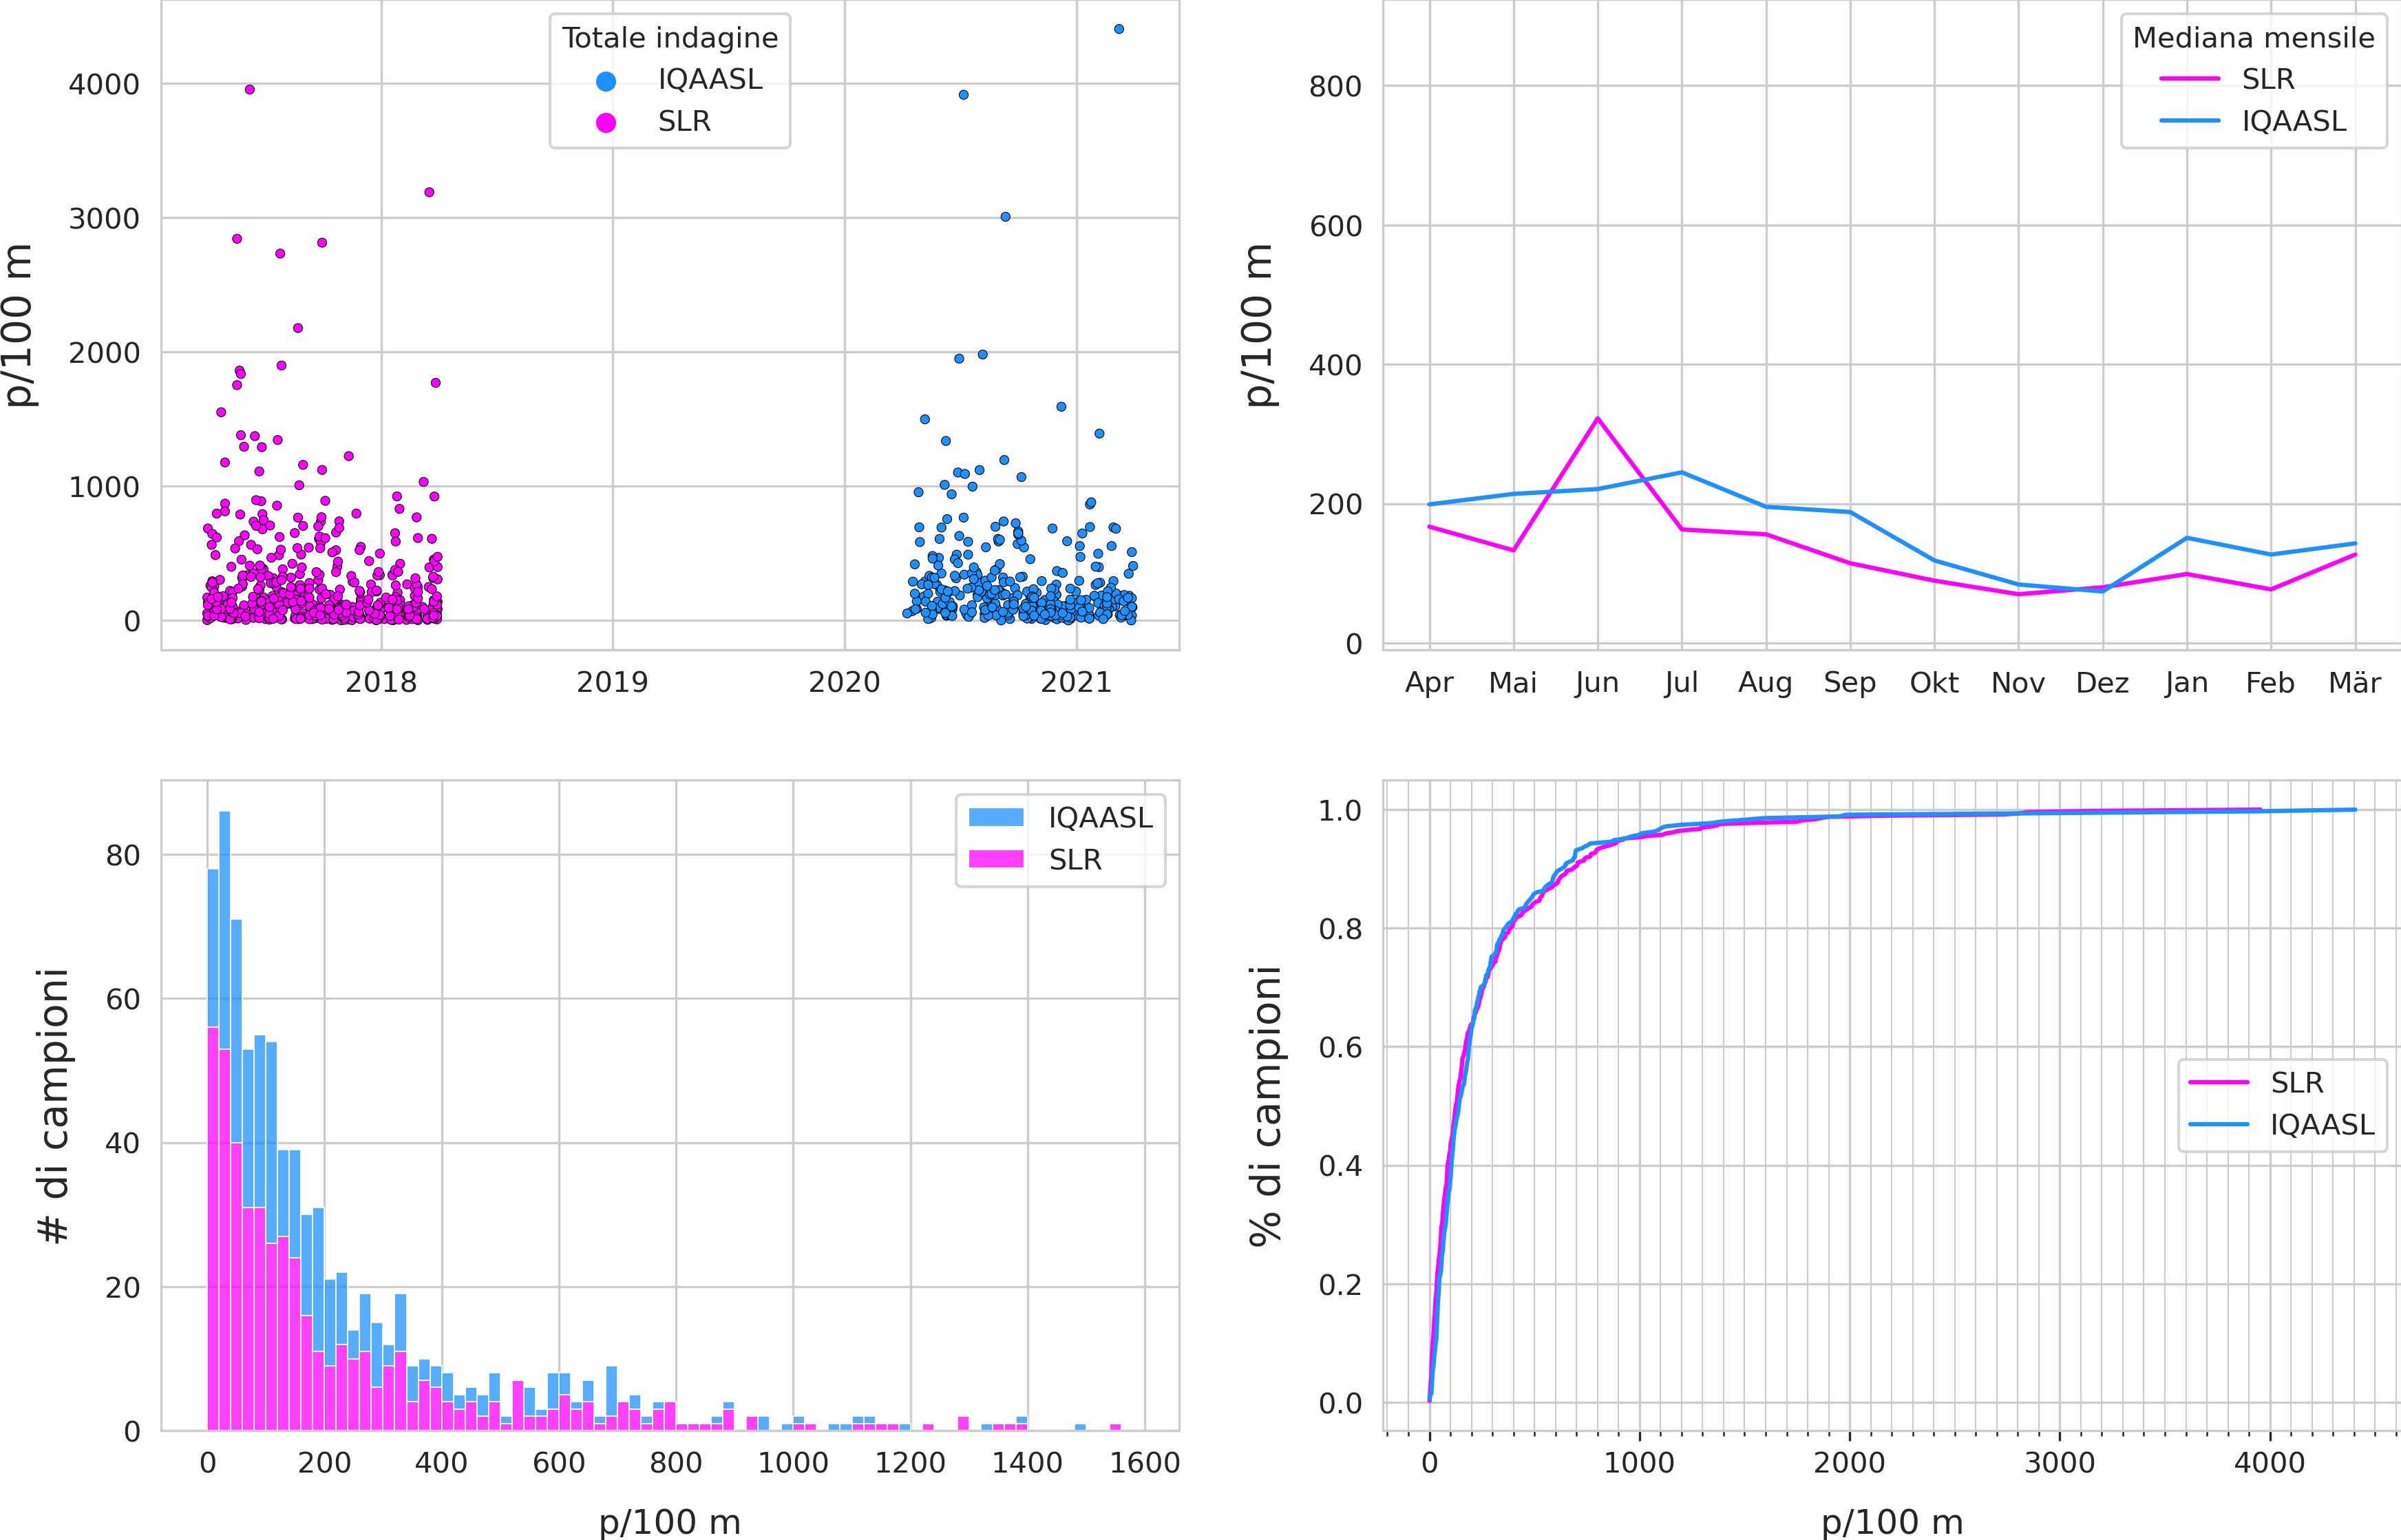 Totale indagine
IQAASL
SLR
p/100 m
4000
3000
2000
1000
0
2018 2019 2020 2021
Mediana mensile
SLR
IQAASL
p/100 m
800
600
400
200
0
Apr Mai Jun Jul Aug Sep Okt Nov Dez Jan Feb Mär
IQAASL
SLR
# di campioni
80
60
40
20
0
0 200 400 600 800 1000 1200 1400 1600
p/100 m
SLR
IQAASL
% di campioni
1.0
0.8
0.6
0.4
0.2
0.0
0 1000 2000 3000 4000
p/100 m